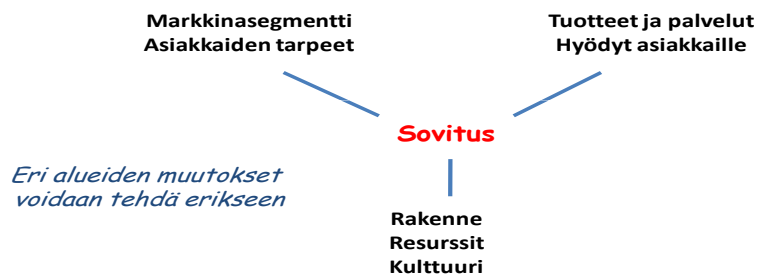 Markkinasegmentti
Asiakkaiden tarpeet
Tuotteet ja palvelut
Hyödyt asiakkaille
Sovitus
Eri alueiden muutokset
voidaan tehdä erikseen
Rakenne
Resurssit
Kulttuuri